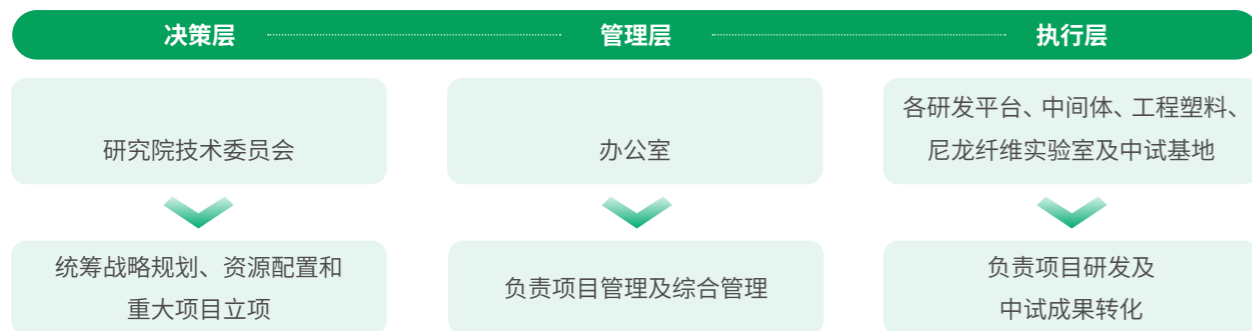 决策层
管理层
执行层
研究院技术委员会
办公室
各研发平台、中间体、工程塑料、
尼龙纤维实验室及中试基地
统筹战略规划、资源配置和
重大项目立项
负责项目管理及综合管理
负责项目研发及
中试成果转化